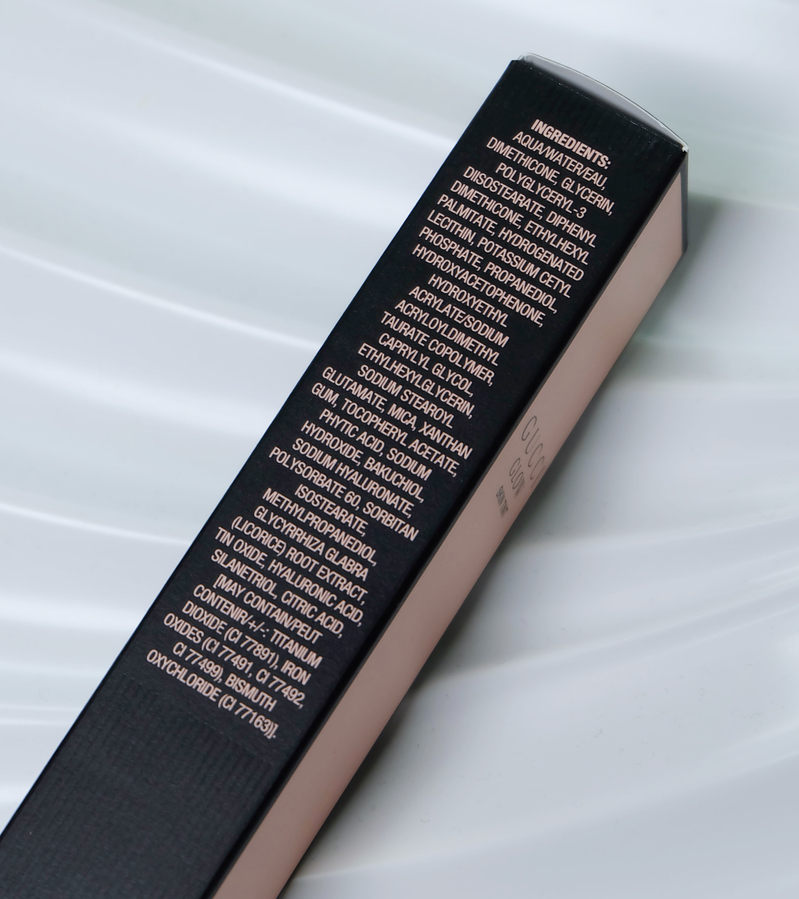 INGREDIENTS:
AQUA/WATER/EAU,
DIMETHICONE, GLYCERIN,
POLYGLYCERYL-3
DIISOSTEARATE, DIPHENYL
DIMETHICONE, ETHYLHEXYL
PALMITATE, HYDROGENATED
LECITHIN, POTASSIUM CETYL
PHOSPHATE, PROPANEDIOL,
HYDROXYACETOPHENONE,
HYDROXYETHYL
ACRYLATE/SODIUM
ACRYLOYLDIMETHYL
TAURATE COPOLYMER,
CAPRYLYL GLYCOL,
ETHYLHEXYLGLYCERIN,
SODIUM STEAROYL
GLUTAMATE, MICA, XANTHAN
GUM, TOCOPHERYL ACETATE,
PHYTIC ACID, SODIUM
HYDROXIDE, BAKUCHIOL,
SODIUM HYALURONATE,
POLYSORBATE 60, SORBITAN
ISOSTEARATE,
METHYLPROPANEDIOL,
GLYCYRRHIZA GLABRA
(LICORICE) ROOT EXTRACT,
TIN OXIDE, HYALURONIC ACID,
SILANETRIOL, CITRIC ACID,
[MAY CONTAIN/PEUT
CONTENIR/+/-: TITANIUM
DIOXIDE (CI 77891), IRON
OXIDES (CI 77491, CI 77492,
CI 77499), BISMUTH
OXYCHLORIDE (CI 77163)].
GUCCI
GLOW